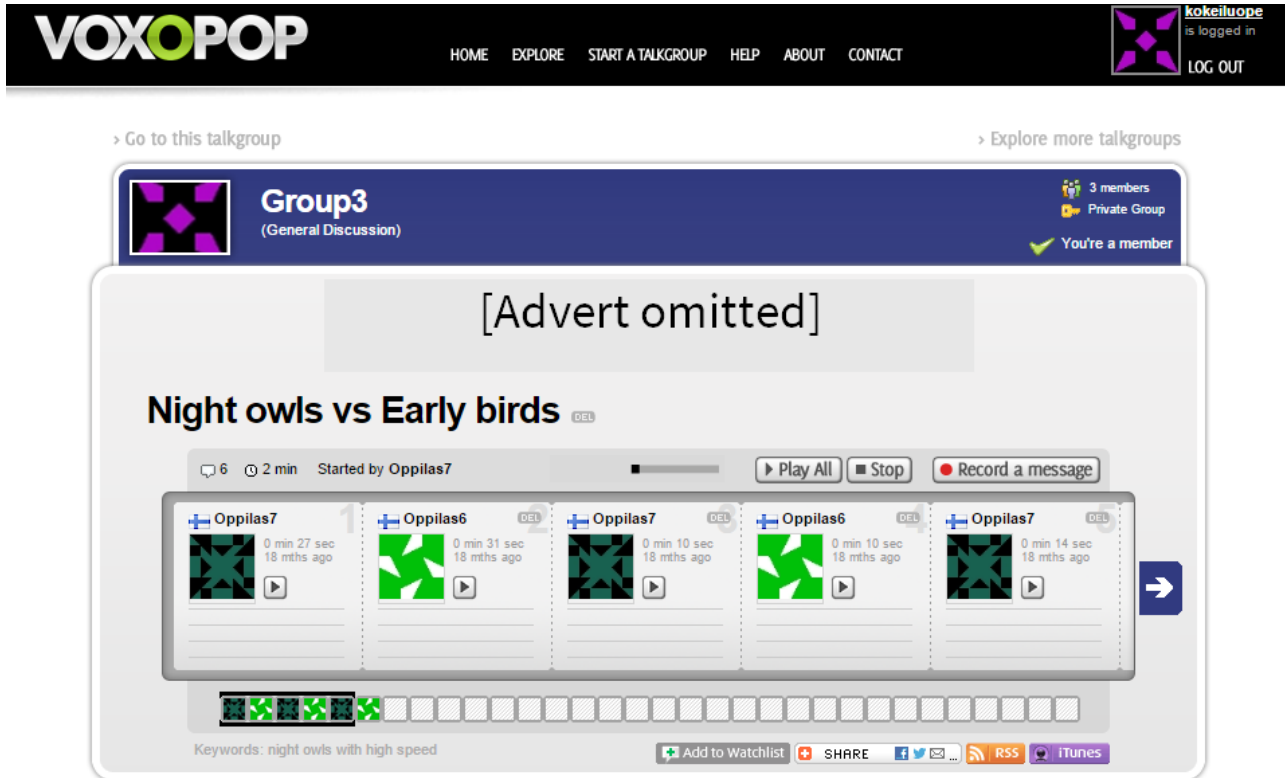 VOXOPOP
HOME EXPLORE START A TALKGROUP HELP ABOUT CONTACT
kokeiluope
is logged in
LOG OUT
› Go to this talkgroup
› Explore more talkgroups
Group3
(General Discussion)
3 members
Private Group
You're a member
[Advert omitted]
Night owls vs Early birds DEL
6 2 min Started by Oppilas7
Play All Stop Record a message
Oppilas7 1
0 min 27 sec
18 mths ago
Oppilas6 DEL 2
0 min 31 sec
18 mths ago
Oppilas7 DEL 3
0 min 10 sec
18 mths ago
Oppilas6 DEL 4
0 min 10 sec
18 mths ago
Oppilas7 DEL 5
0 min 14 sec
18 mths ago
Keywords: night owls with high speed
Add to Watchlist SHARE ... RSS iTunes